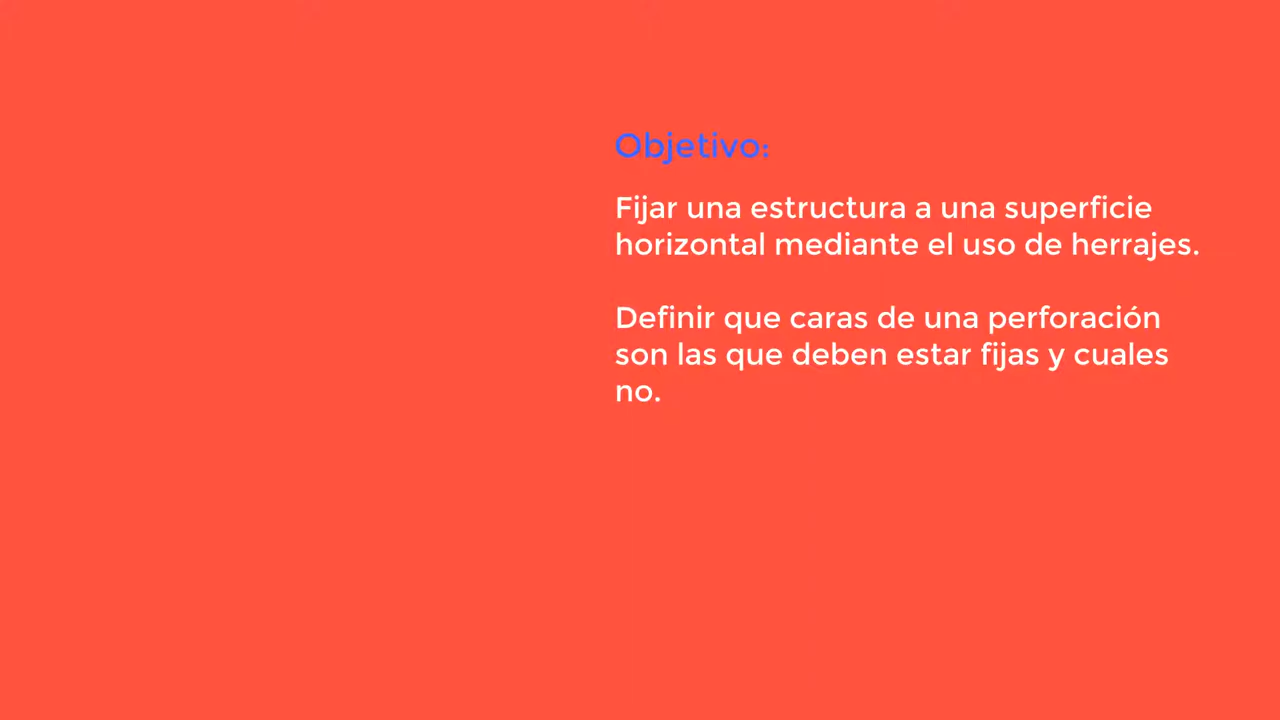 Objetivo:
Fijar una estructura a una superficie
horizontal mediante el uso de herrajes.
Definir que caras de una perforación
son las que deben estar fijas y cuales
no.